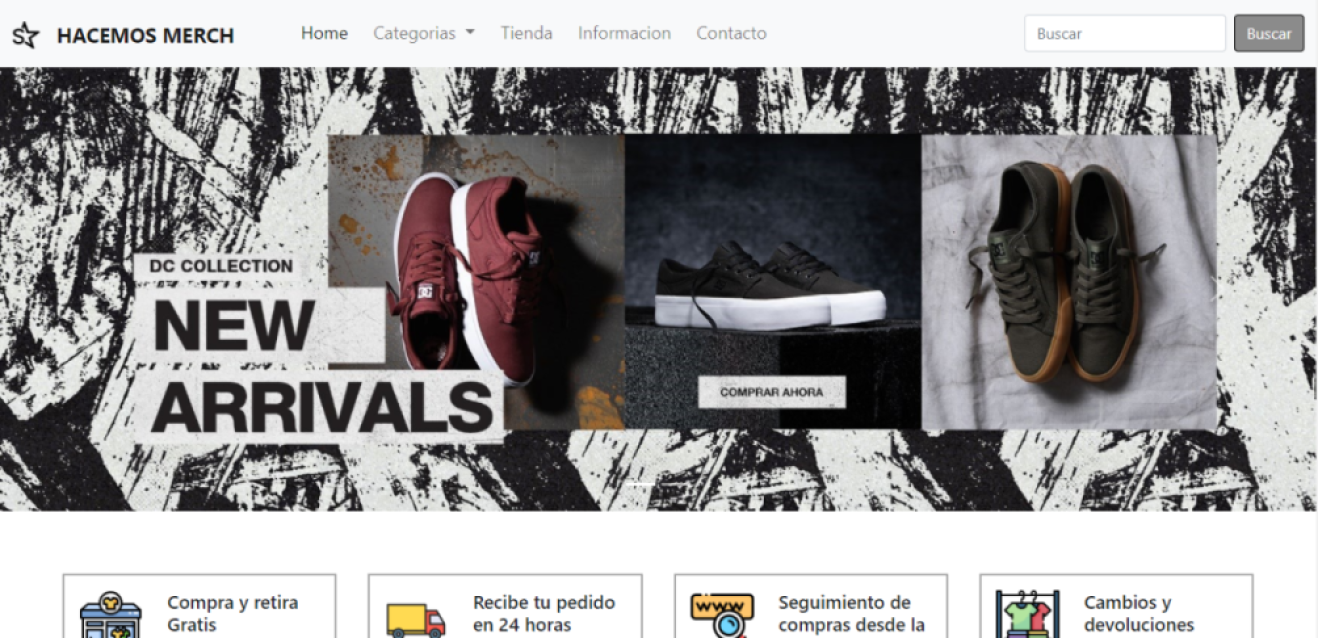 HACEMOS MERCH
Home
Categorias
Tienda
Informacion
Contacto
Buscar
Buscar
DC COLLECTION
NEW
ARRIVALS
COMPRAR AHORA
Compra y retira
Gratis
Recibe tu pedido
en 24 horas
www
Seguimiento de
compras desde la
Cambios y
devoluciones